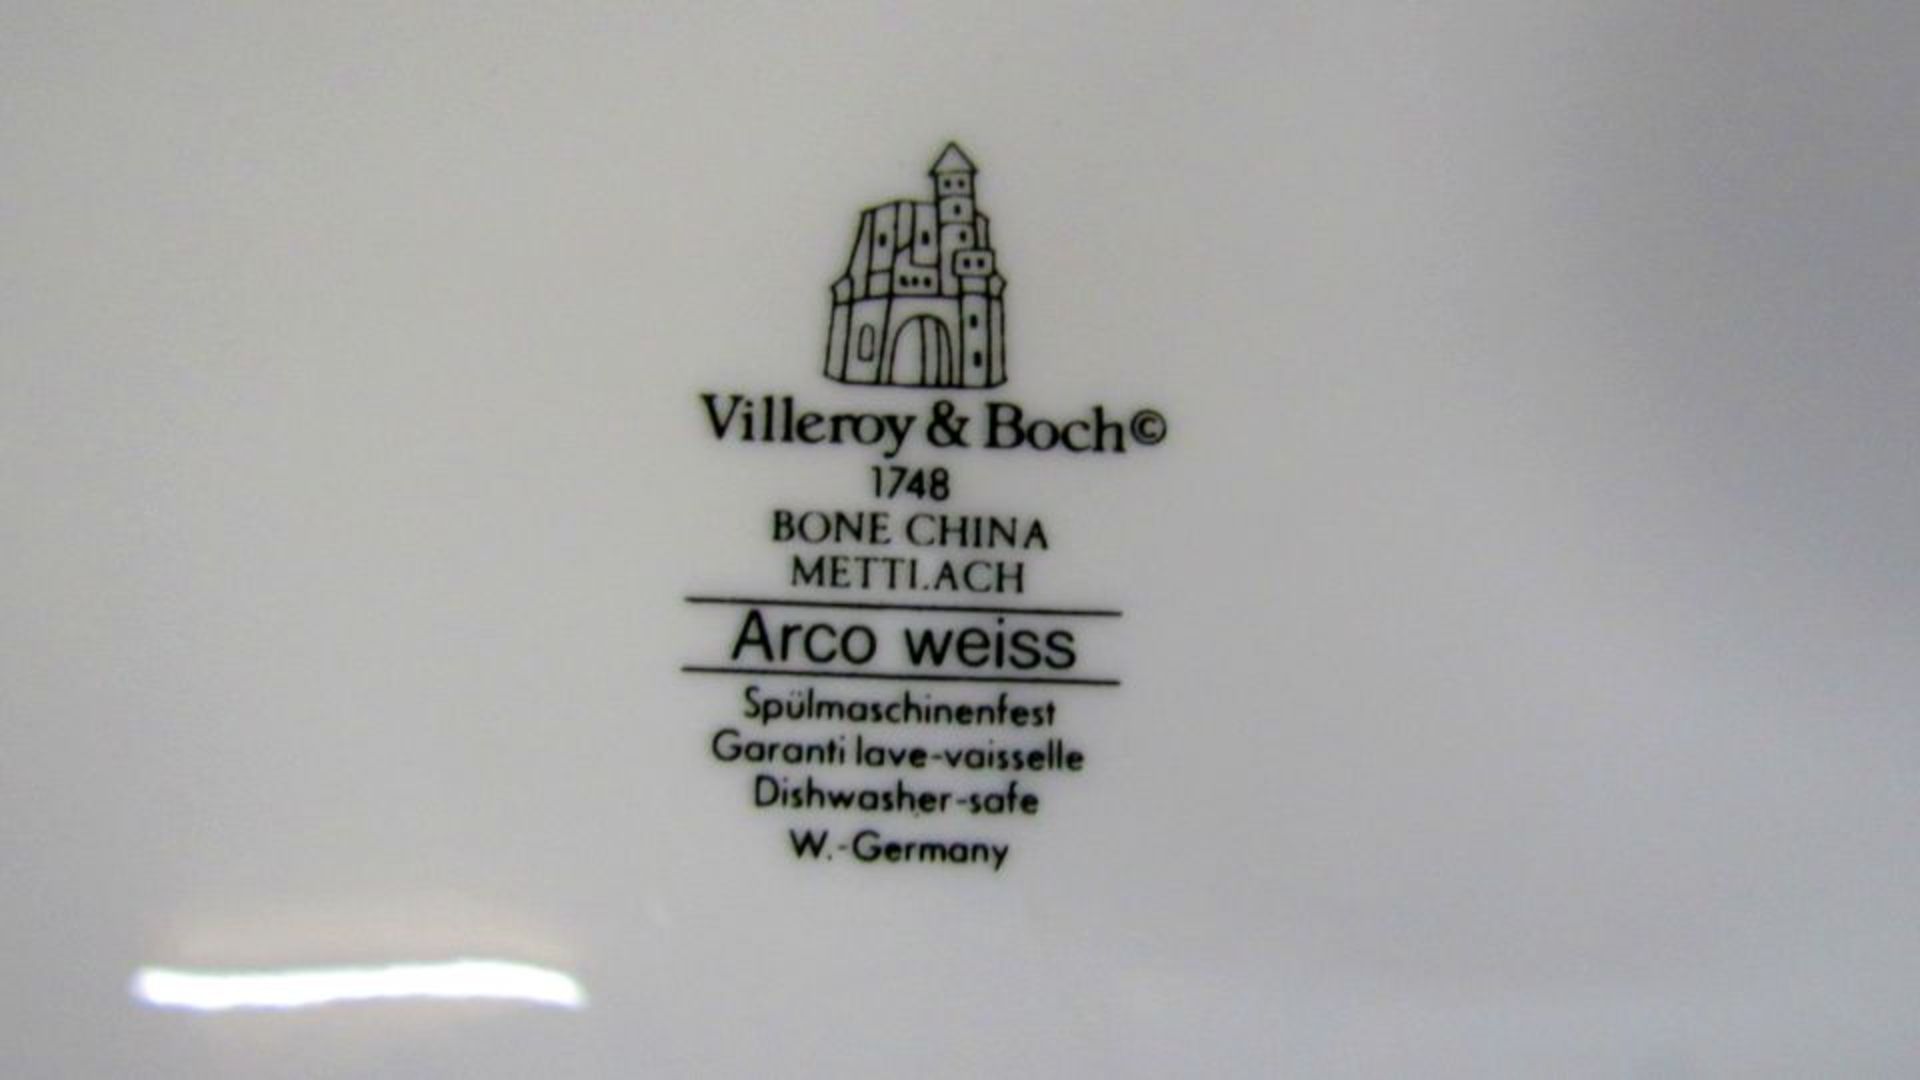 Villeroy & Boch©
1748
BONE CHINA
METTLACH
Arco weiss
Spülmaschinenfest
Garanti lave-vaisselle
Dishwasher-safe
W.-Germany